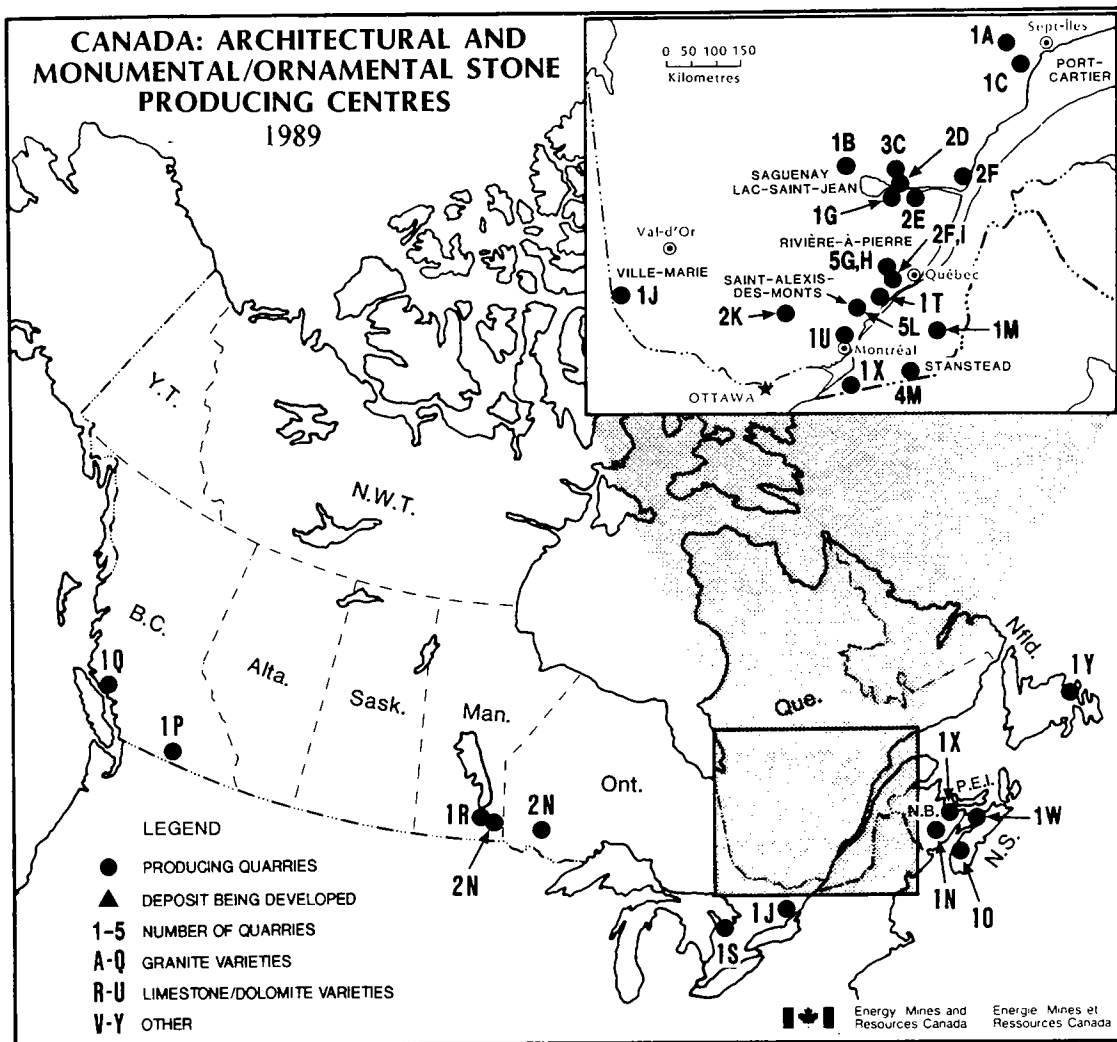 CANADA: ARCHITECTURAL AND
MONUMENTAL/ORNAMENTAL STONE
PRODUCING CENTRES
1989
0 50 100 150
Kilometres
Sept-Îles
1A
PORT-
CARTIER
1C
1B
3C
2D
2F
SAGUENAY
LAC-SAINT-JEAN
1G
2E
Val-d'Or
RIVIÈRE-À-PIERRE
2F,I
5G,H
Québec
VILLE-MARIE
1J
SAINT-ALEXIS-
DES-MONTS
1T
2K
5L
1M
1U
Montréal
STANSTEAD
1X
4M
OTTAWA
Y.T.
N.W.T.
B.C.
Alta.
Sask.
Man.
Ont.
Que.
Nfld.
1Y
1Q
1P
1R
2N
2N
1X
P.E.I.
N.B.
1W
N.S.
1N
1O
1J
1S
LEGEND
PRODUCING QUARRIES
DEPOSIT BEING DEVELOPED
1-5 NUMBER OF QUARRIES
A-Q GRANITE VARIETIES
R-U LIMESTONE/DOLOMITE VARIETIES
V-Y OTHER
Energy Mines and
Resources Canada
Énergie Mines et
Ressources Canada